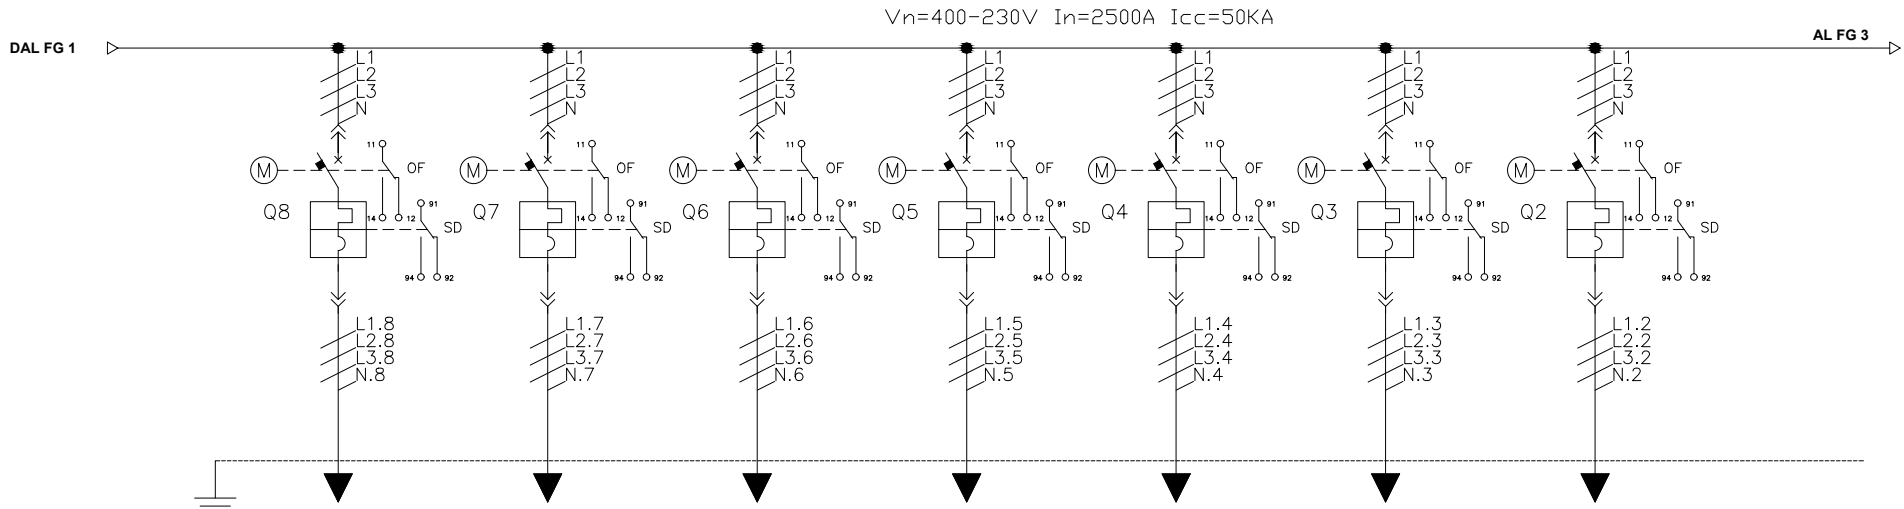 Vn=400-230V In=2500A Icc=50KA
DAL FG 1
AL FG 3
L1 L1 L1 L1 L1 L1 L1
L2 L2 L2 L2 L2 L2 L2
L3 L3 L3 L3 L3 L3 L3
N N N N N N N
11 11 11 11 11 11 11
M OF M OF M OF M OF M OF M OF M OF
Q8 14 12 91 Q7 14 12 91 Q6 14 12 91 Q5 14 12 91 Q4 14 12 91 Q3 14 12 91 Q2 14 12 91
SD SD SD SD SD SD SD
94 92 94 92 94 92 94 92 94 92 94 92 94 92
L1.8 L1.7 L1.6 L1.5 L1.4 L1.3 L1.2
L2.8 L2.7 L2.6 L2.5 L2.4 L2.3 L2.2
L3.8 L3.7 L3.6 L3.5 L3.4 L3.3 L3.2
N.8 N.7 N.6 N.5 N.4 N.3 N.2